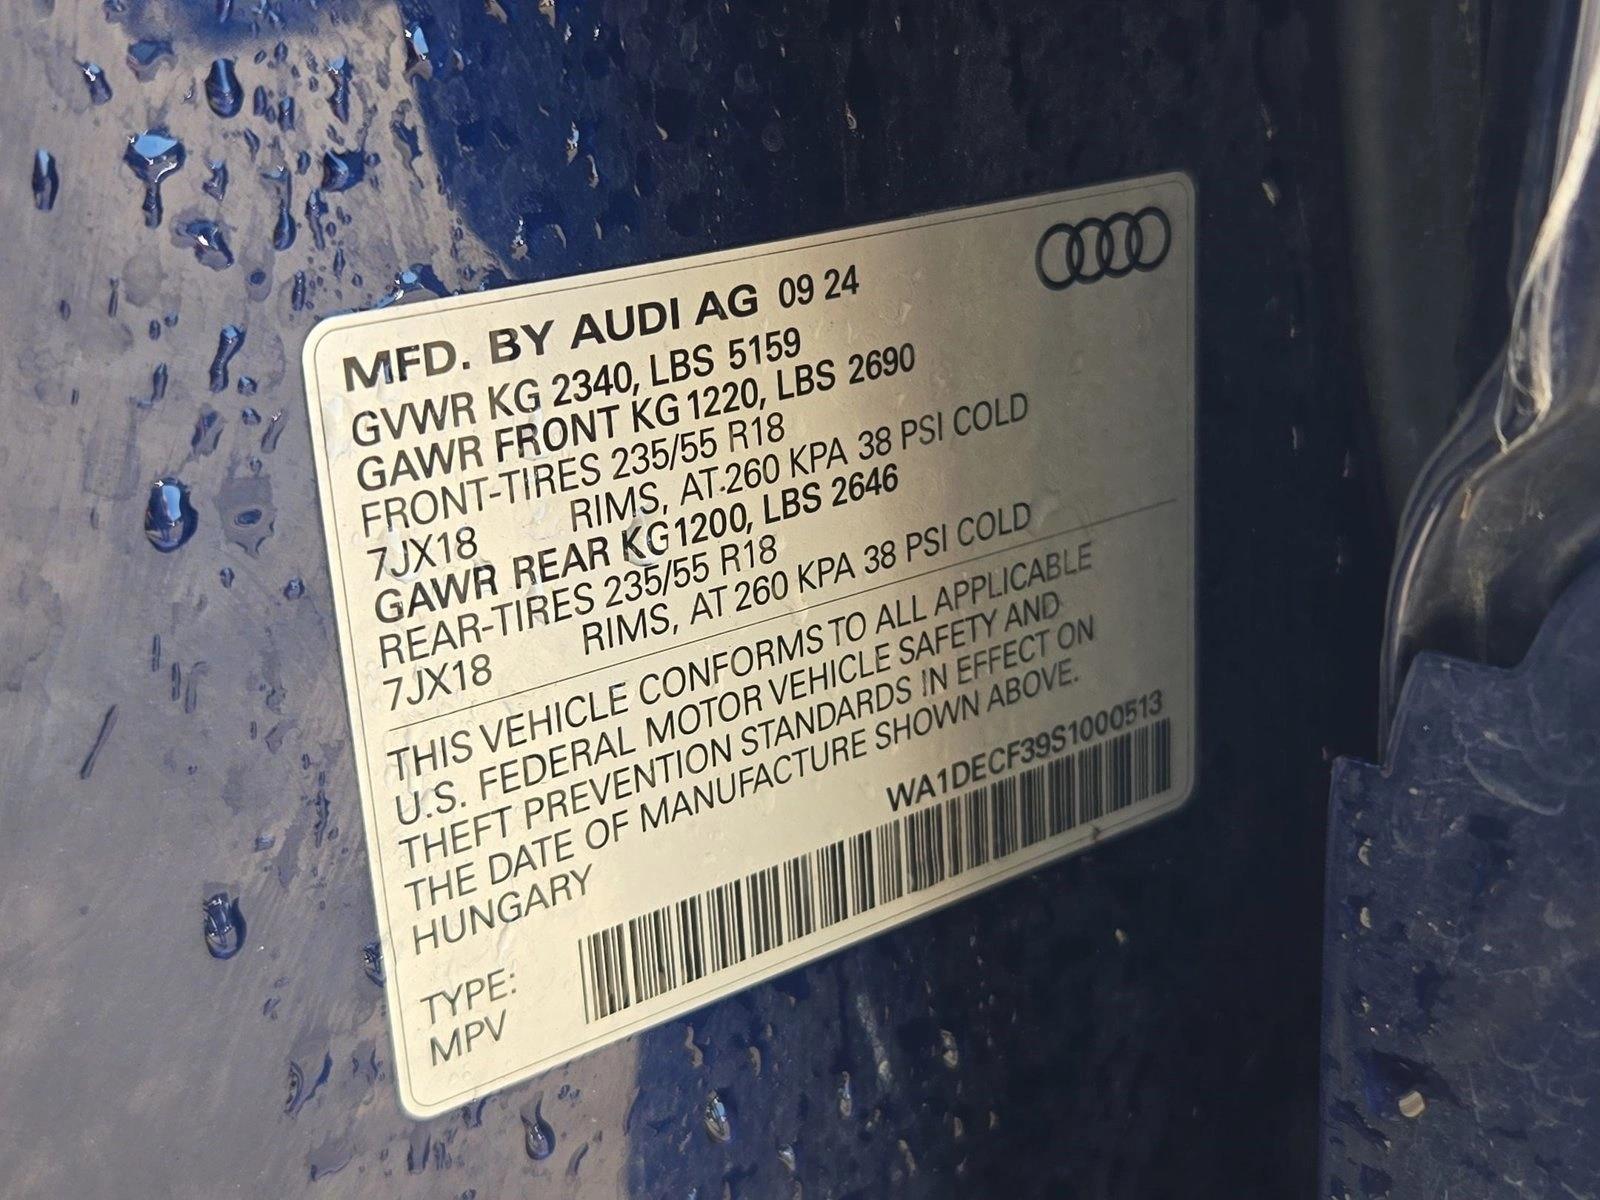 MFD. BY AUDI AG 09 24
GVWR KG 2340, LBS 5159
GAWR FRONT KG 1220, LBS 2690
FRONT-TIRES 235/55 R18
7JX18 RIMS, AT 260 KPA 38 PSI COLD
GAWR REAR KG 1200, LBS 2646
REAR-TIRES 235/55 R18
7JX18 RIMS, AT 260 KPA 38 PSI COLD
THIS VEHICLE CONFORMS TO ALL APPLICABLE
U.S. FEDERAL MOTOR VEHICLE SAFETY AND
THEFT PREVENTION STANDARDS IN EFFECT ON
THE DATE OF MANUFACTURE SHOWN ABOVE.
HUNGARY WA1DECF39S1000513
TYPE:
MPV